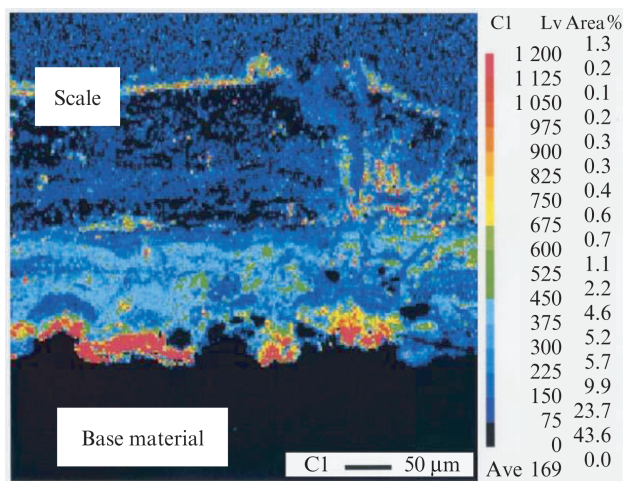 C1 Lv Area %
Scale
1 200 1.3
1 125 0.2
1 050 0.1
975 0.2
900 0.3
825 0.3
750 0.4
675 0.6
600 0.7
525 1.1
450 2.2
375 4.6
300 5.2
225 5.7
150 9.9
75 23.7
0 43.6
0.0
Ave 169
Base material
C1 50 μm